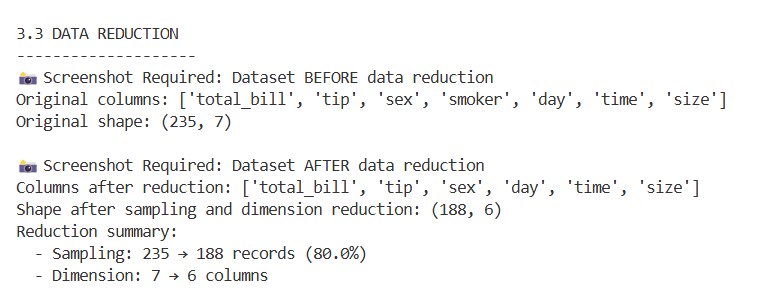 3.3 DATA REDUCTION
--------------------
📸 Screenshot Required: Dataset BEFORE data reduction
Original columns: ['total_bill', 'tip', 'sex', 'smoker', 'day', 'time', 'size']
Original shape: (235, 7)

📸 Screenshot Required: Dataset AFTER data reduction
Columns after reduction: ['total_bill', 'tip', 'sex', 'day', 'time', 'size']
Shape after sampling and dimension reduction: (188, 6)
Reduction summary:
  - Sampling: 235 → 188 records (80.0%)
  - Dimension: 7 → 6 columns